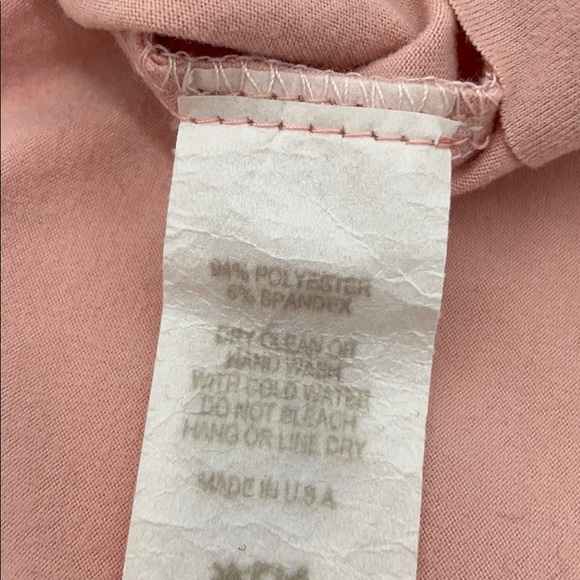 94% POLYESTER
6% SPANDEX
DRY CLEAN OR
HAND WASH
WITH COLD WATER
DO NOT BLEACH
HANG OR LINE DRY
MADE IN U.S.A